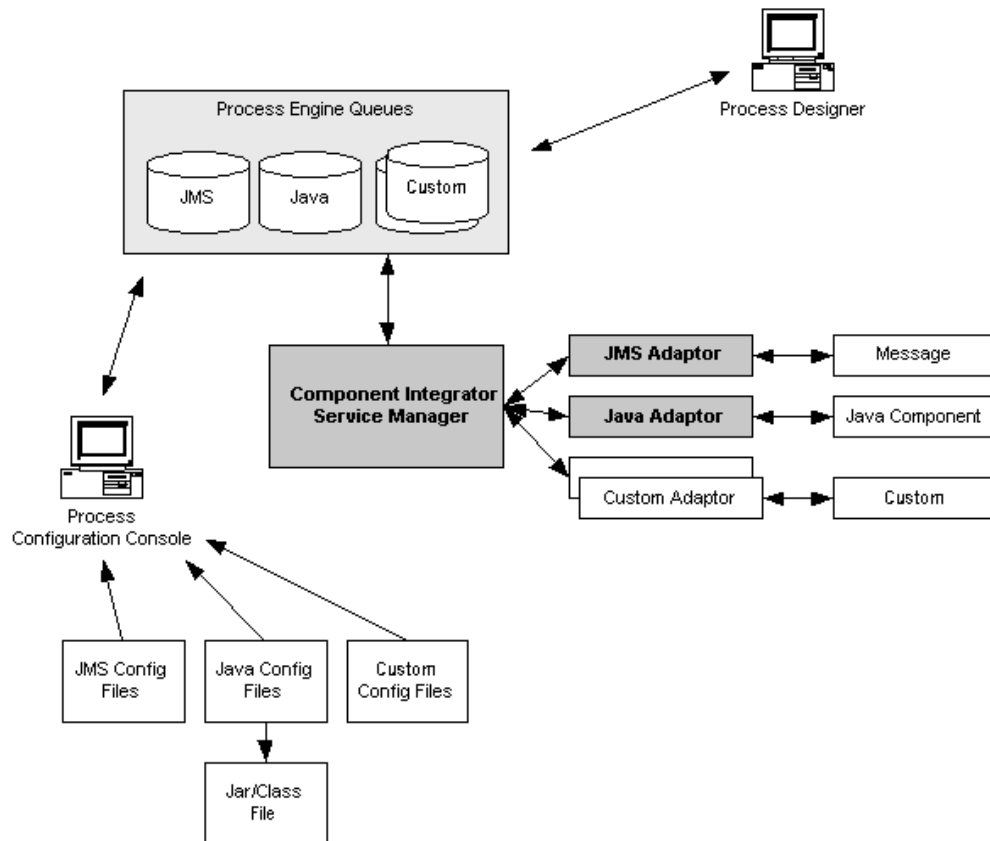 Process Designer
Process Engine Queues
JMS
Java
Custom
Component Integrator
Service Manager
JMS Adaptor
Message
Java Adaptor
Java Component
Custom Adaptor
Custom
Process
Configuration Console
JMS Config
Files
Java Config
Files
Custom
Config Files
Jar/Class
File